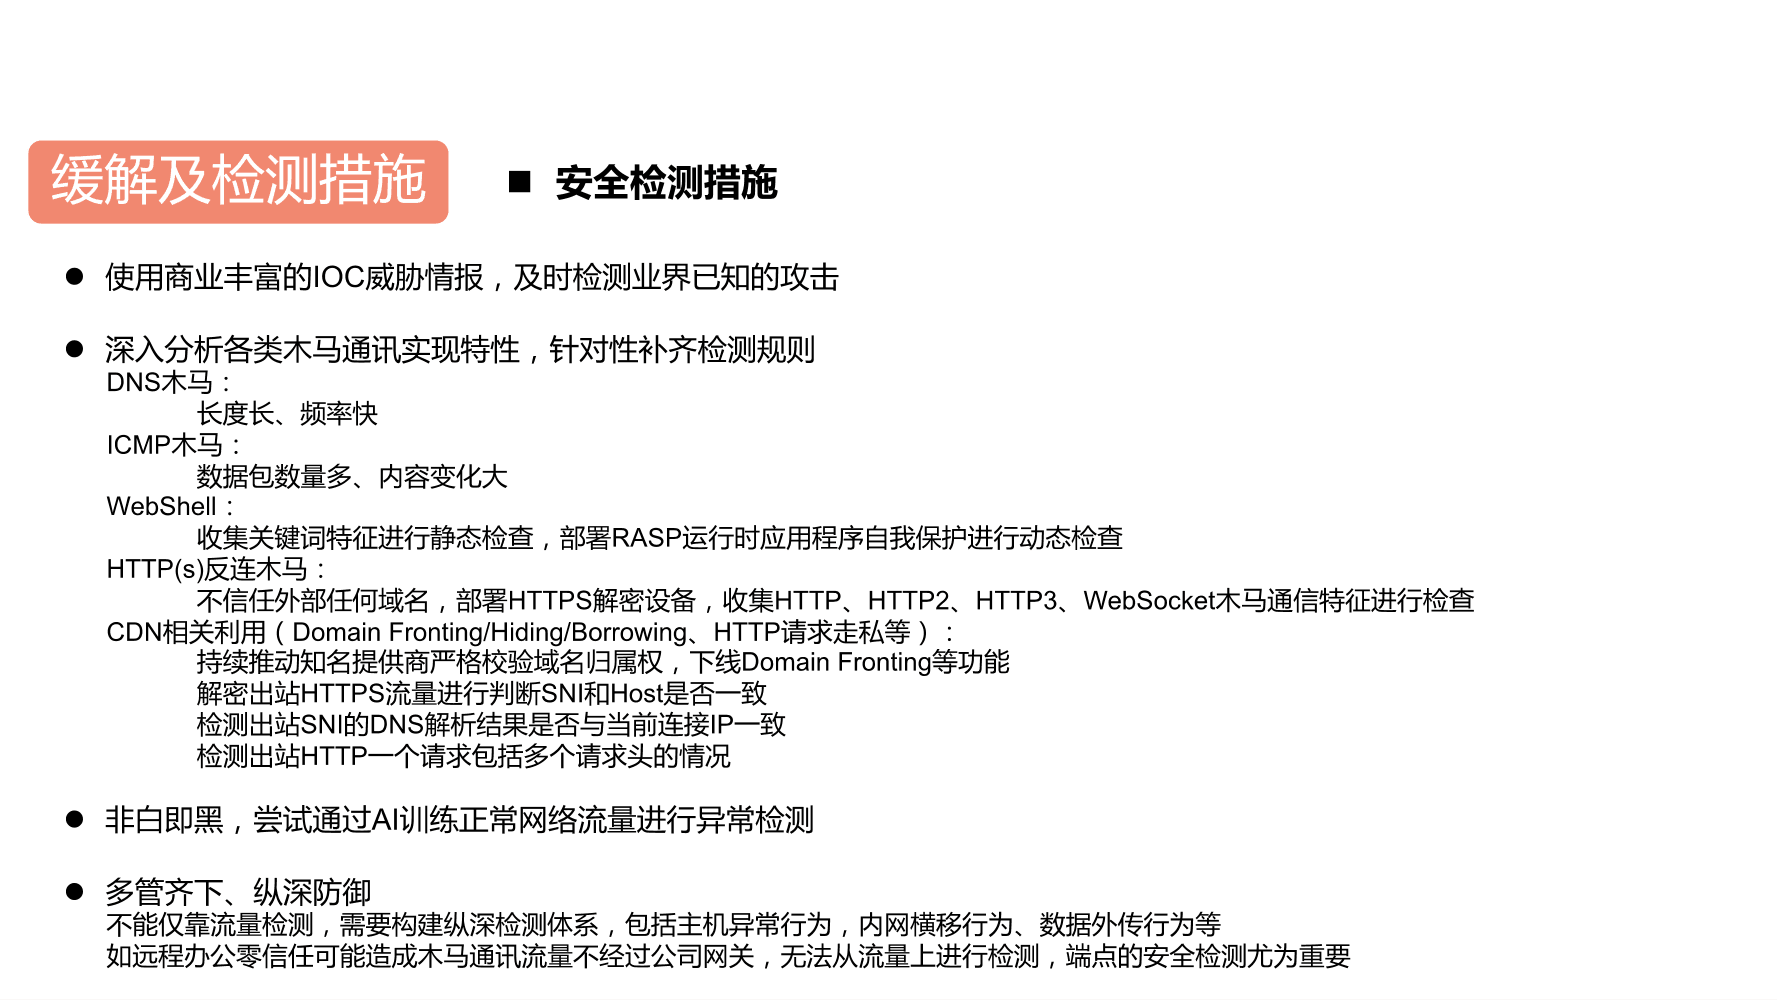 缓解及检测措施
■ 安全检测措施
● 使用商业丰富的IOC威胁情报，及时检测业界已知的攻击
● 深入分析各类木马通讯实现特性，针对性补齐检测规则
DNS木马：
长度长、频率快
ICMP木马：
数据包数量多、内容变化大
WebShell：
收集关键词特征进行静态检查，部署RASP运行时应用程序自我保护进行动态检查
HTTP(s)反连木马：
不信任外部任何域名，部署HTTPS解密设备，收集HTTP、HTTP2、HTTP3、WebSocket木马通信特征进行检查
CDN相关利用（Domain Fronting/Hiding/Borrowing、HTTP请求走私等）：
持续推动知名提供商严格校验域名归属权，下线Domain Fronting等功能
解密出站HTTPS流量进行判断SNI和Host是否一致
检测出站SNI的DNS解析结果是否与当前连接IP一致
检测出站HTTP一个请求包括多个请求头的情况
● 非白即黑，尝试通过AI训练正常网络流量进行异常检测
● 多管齐下、纵深防御
不能仅靠流量检测，需要构建纵深检测体系，包括主机异常行为，内网横移行为、数据外传行为等
如远程办公零信任可能造成木马通讯流量不经过公司网关，无法从流量上进行检测，端点的安全检测尤为重要